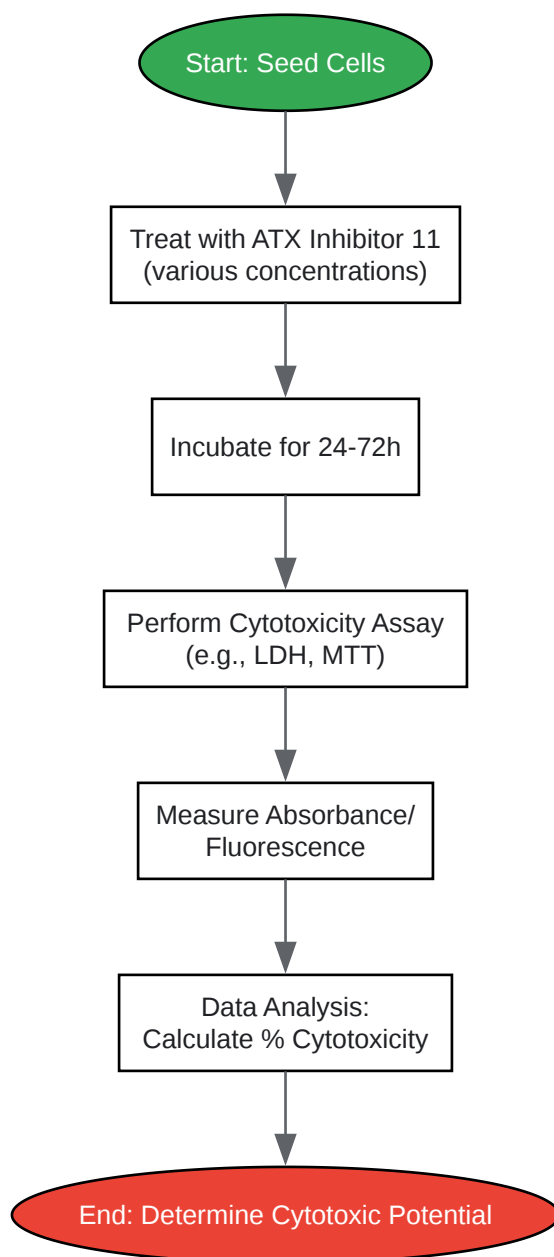 Start: Seed Cells
Treat with ATX Inhibitor 11
(various concentrations)
Incubate for 24-72h
Perform Cytotoxicity Assay
(e.g., LDH, MTT)
Measure Absorbance/
Fluorescence
Data Analysis:
Calculate % Cytotoxicity
End: Determine Cytotoxic Potential